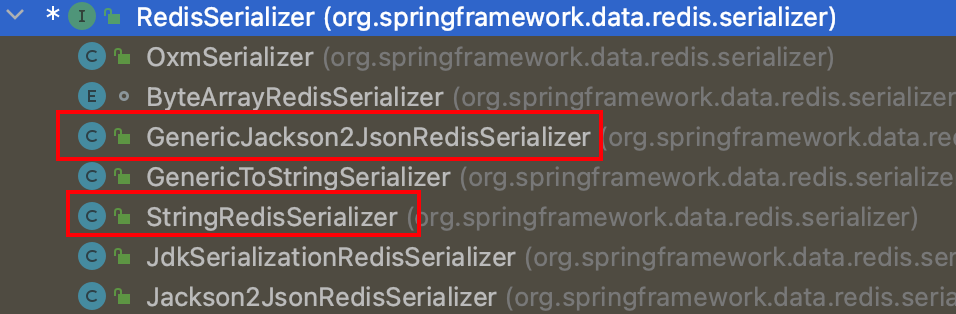 * I RedisSerializer (org.springframework.data.redis.serializer)
C OxmSerializer (org.springframework.data.redis.serializer)
E ByteArrayRedisSerializer (org.springframework.data.redis.serializer
C GenericJackson2JsonRedisSerializer (org.springframework.data.red
C GenericToStringSerializer (org.springframework.data.redis.serialize
C StringRedisSerializer (org.springframework.data.redis.serializer)
C JdkSerializationRedisSerializer (org.springframework.data.redis.se
C Jackson2JsonRedisSerializer (org.springframework.data.redis.seria